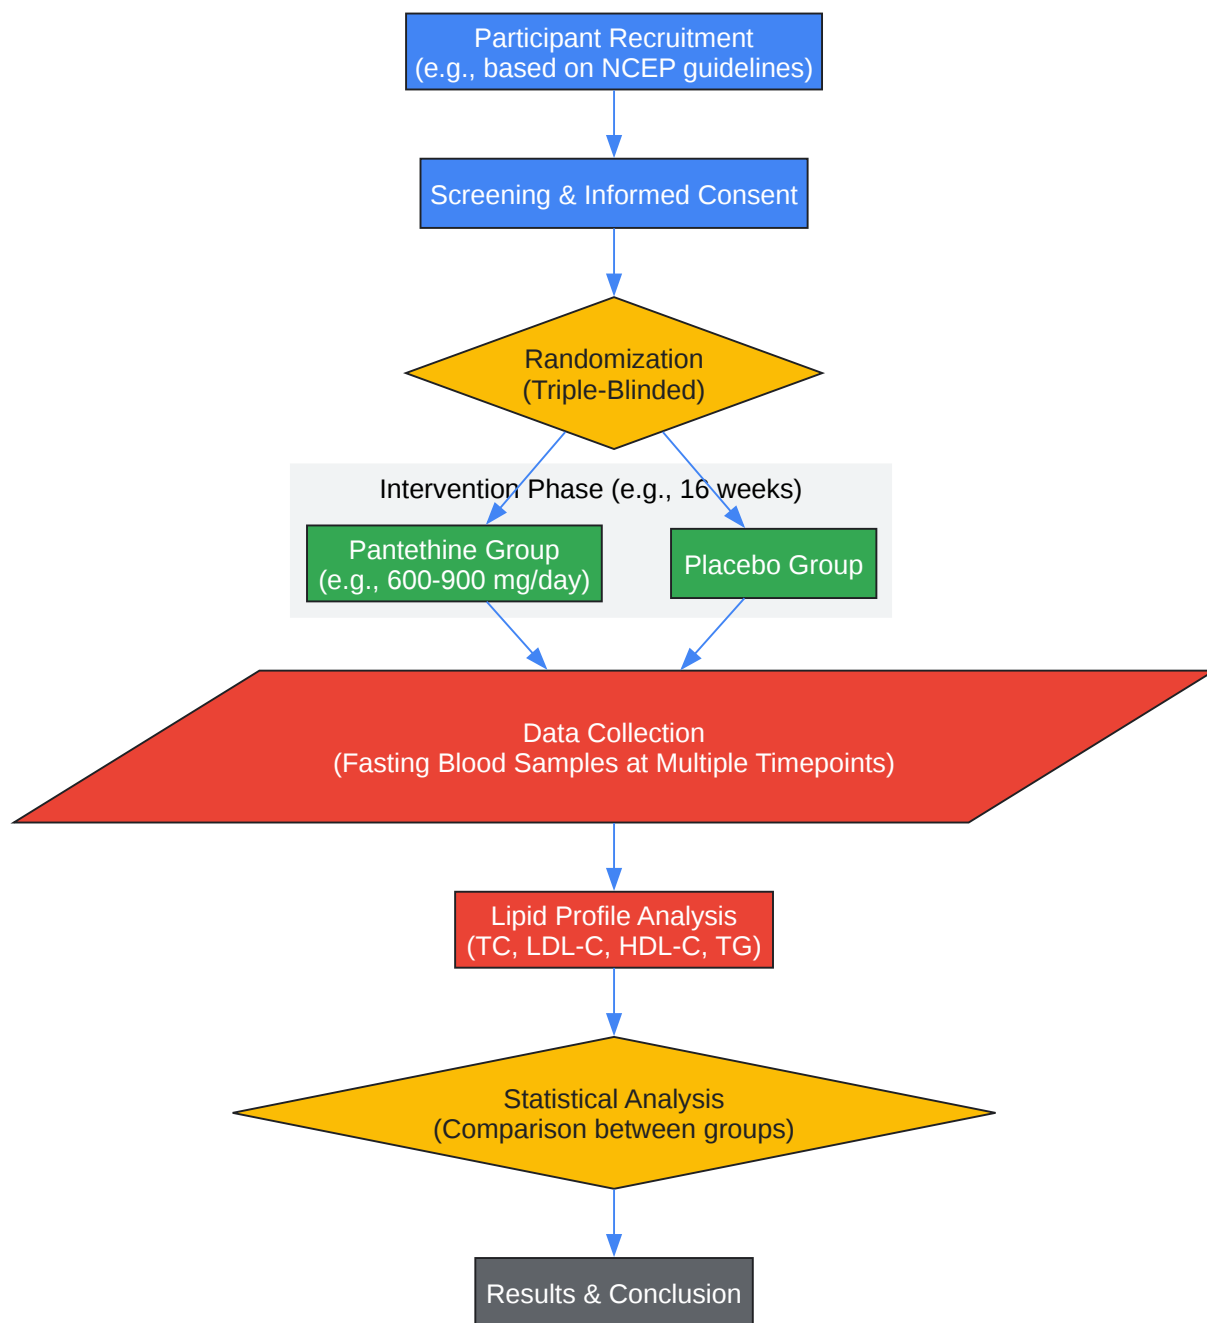 Participant Recruitment
(e.g., based on NCEP guidelines)
Screening & Informed Consent
Randomization
(Triple-Blinded)
Intervention Phase (e.g., 16 weeks)
Pantethine Group
(e.g., 600-900 mg/day)
Placebo Group
Data Collection
(Fasting Blood Samples at Multiple Timepoints)
Lipid Profile Analysis
(TC, LDL-C, HDL-C, TG)
Statistical Analysis
(Comparison between groups)
Results & Conclusion